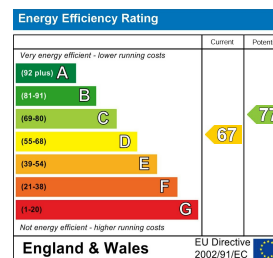 Energy Efficiency Rating
Current Potent
Very energy efficient - lower running costs
(92 plus) A
(81-91) B
(69-80) C
77
(55-68) D
67
(39-54) E
(21-38) F
(1-20) G
Not energy efficient - higher running costs
England & Wales
EU Directive
2002/91/EC